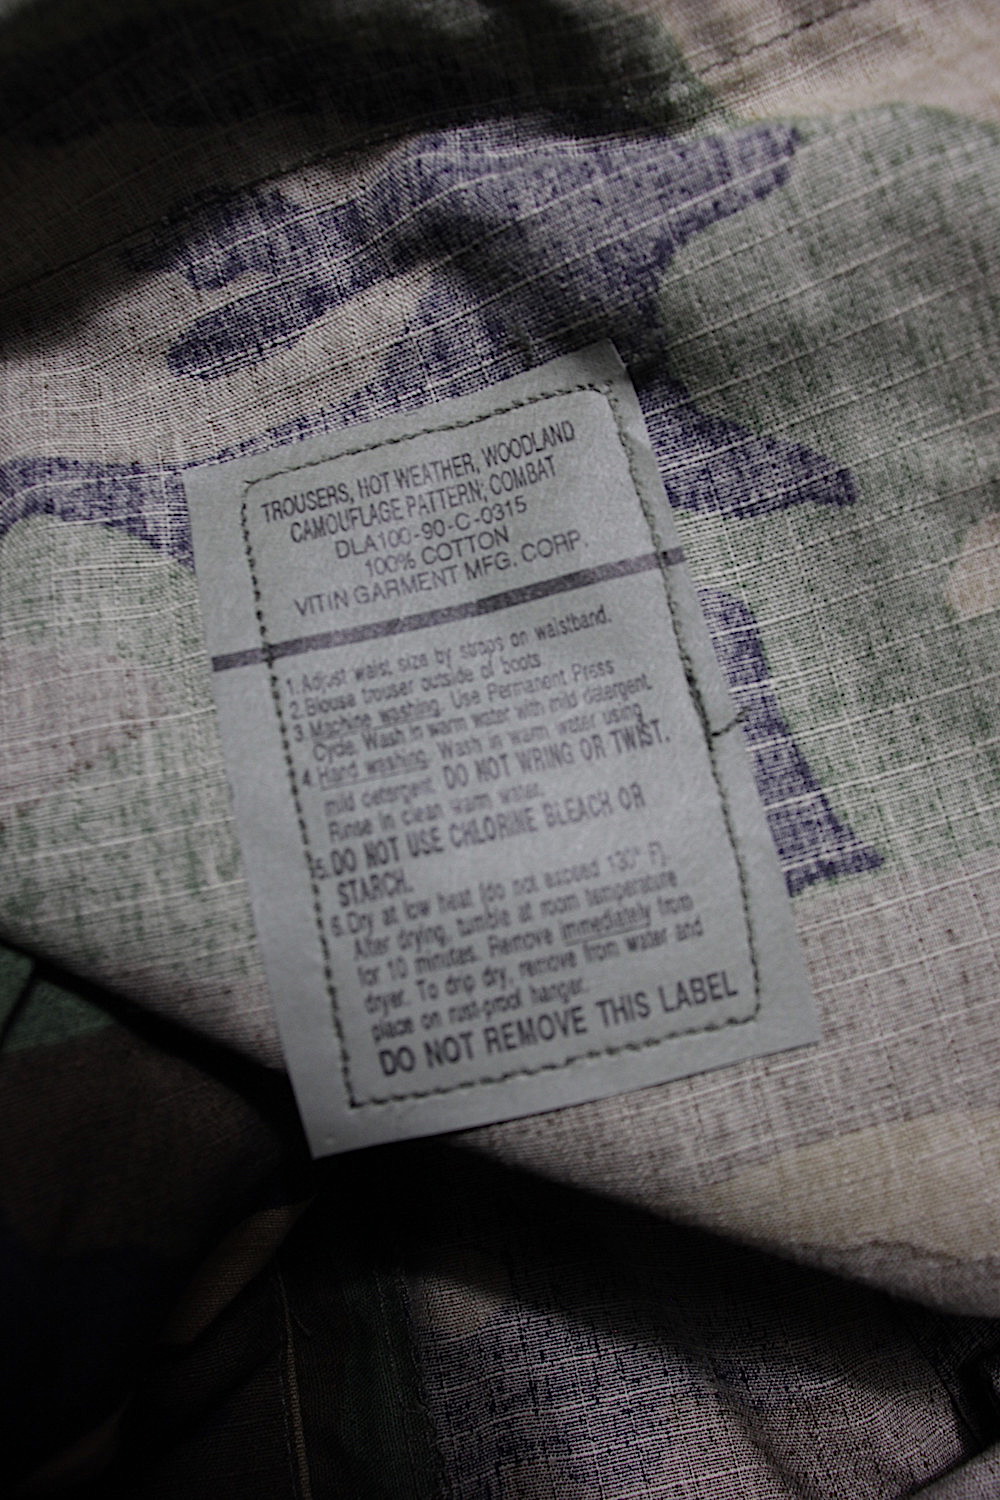 TROUSERS, HOT WEATHER, WOODLAND
CAMOUFLAGE PATTERN; COMBAT
DLA100-90-C-0315
100% COTTON
VITIN GARMENT MFG. CORP.
1. Adjust waist size by straps on waistband.
2. Blouse trouser outside of boots
3. Machine washing. Use Permanent Press
Cycle. Wash in warm water with mild detergent.
4. Hand washing. Wash in warm water using
mild detergent. DO NOT WRING OR TWIST.
Rinse in clean warm water.
5. DO NOT USE CHLORINE BLEACH OR
STARCH.
6. Dry at low heat (do not exceed 130° F).
After drying, tumble at room temperature
for 10 minutes. Remove immediately from
dryer. To drip dry, remove from water and
place on rust-proof hanger.
DO NOT REMOVE THIS LABEL